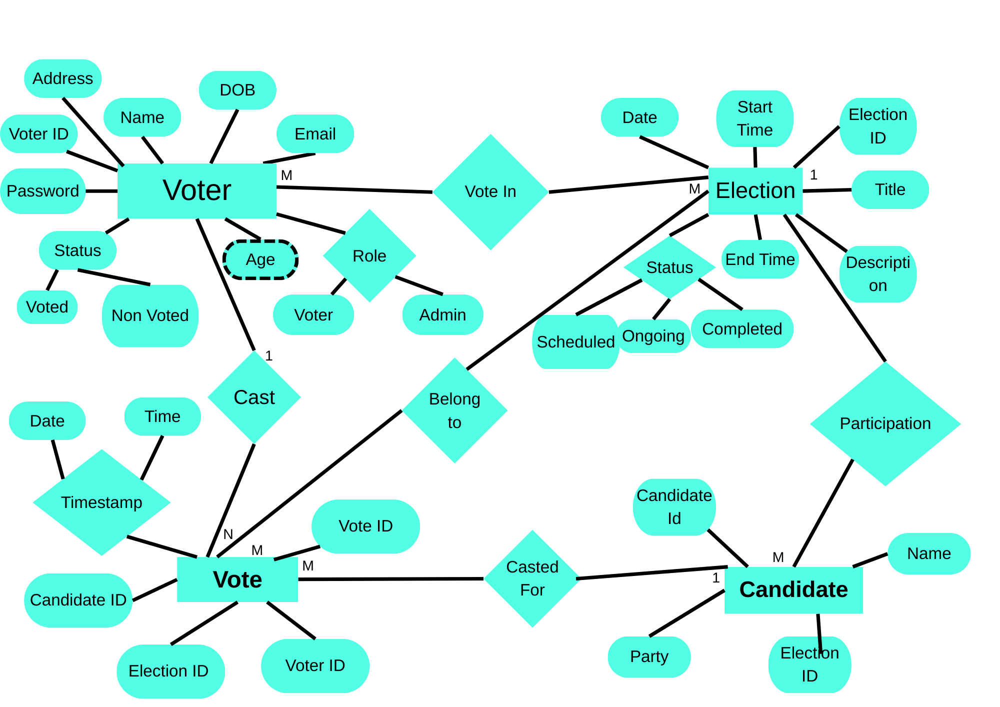 Address
DOB
Name
Email
Voter ID
Password
Voter
M
Status
Age
Role
Voted
Non Voted
Voter
Admin
Vote In
Date
Start
Time
Election
ID
1
M
Election
Title
Status
End Time
Descripti
on
Scheduled
Ongoing
Completed
1
Cast
Belong
to
Participation
Date
Time
Timestamp
N
M
Vote ID
M
Vote
Candidate ID
Election ID
Voter ID
Casted
For
Candidate
Id
M
Name
1
Candidate
Party
Election
ID